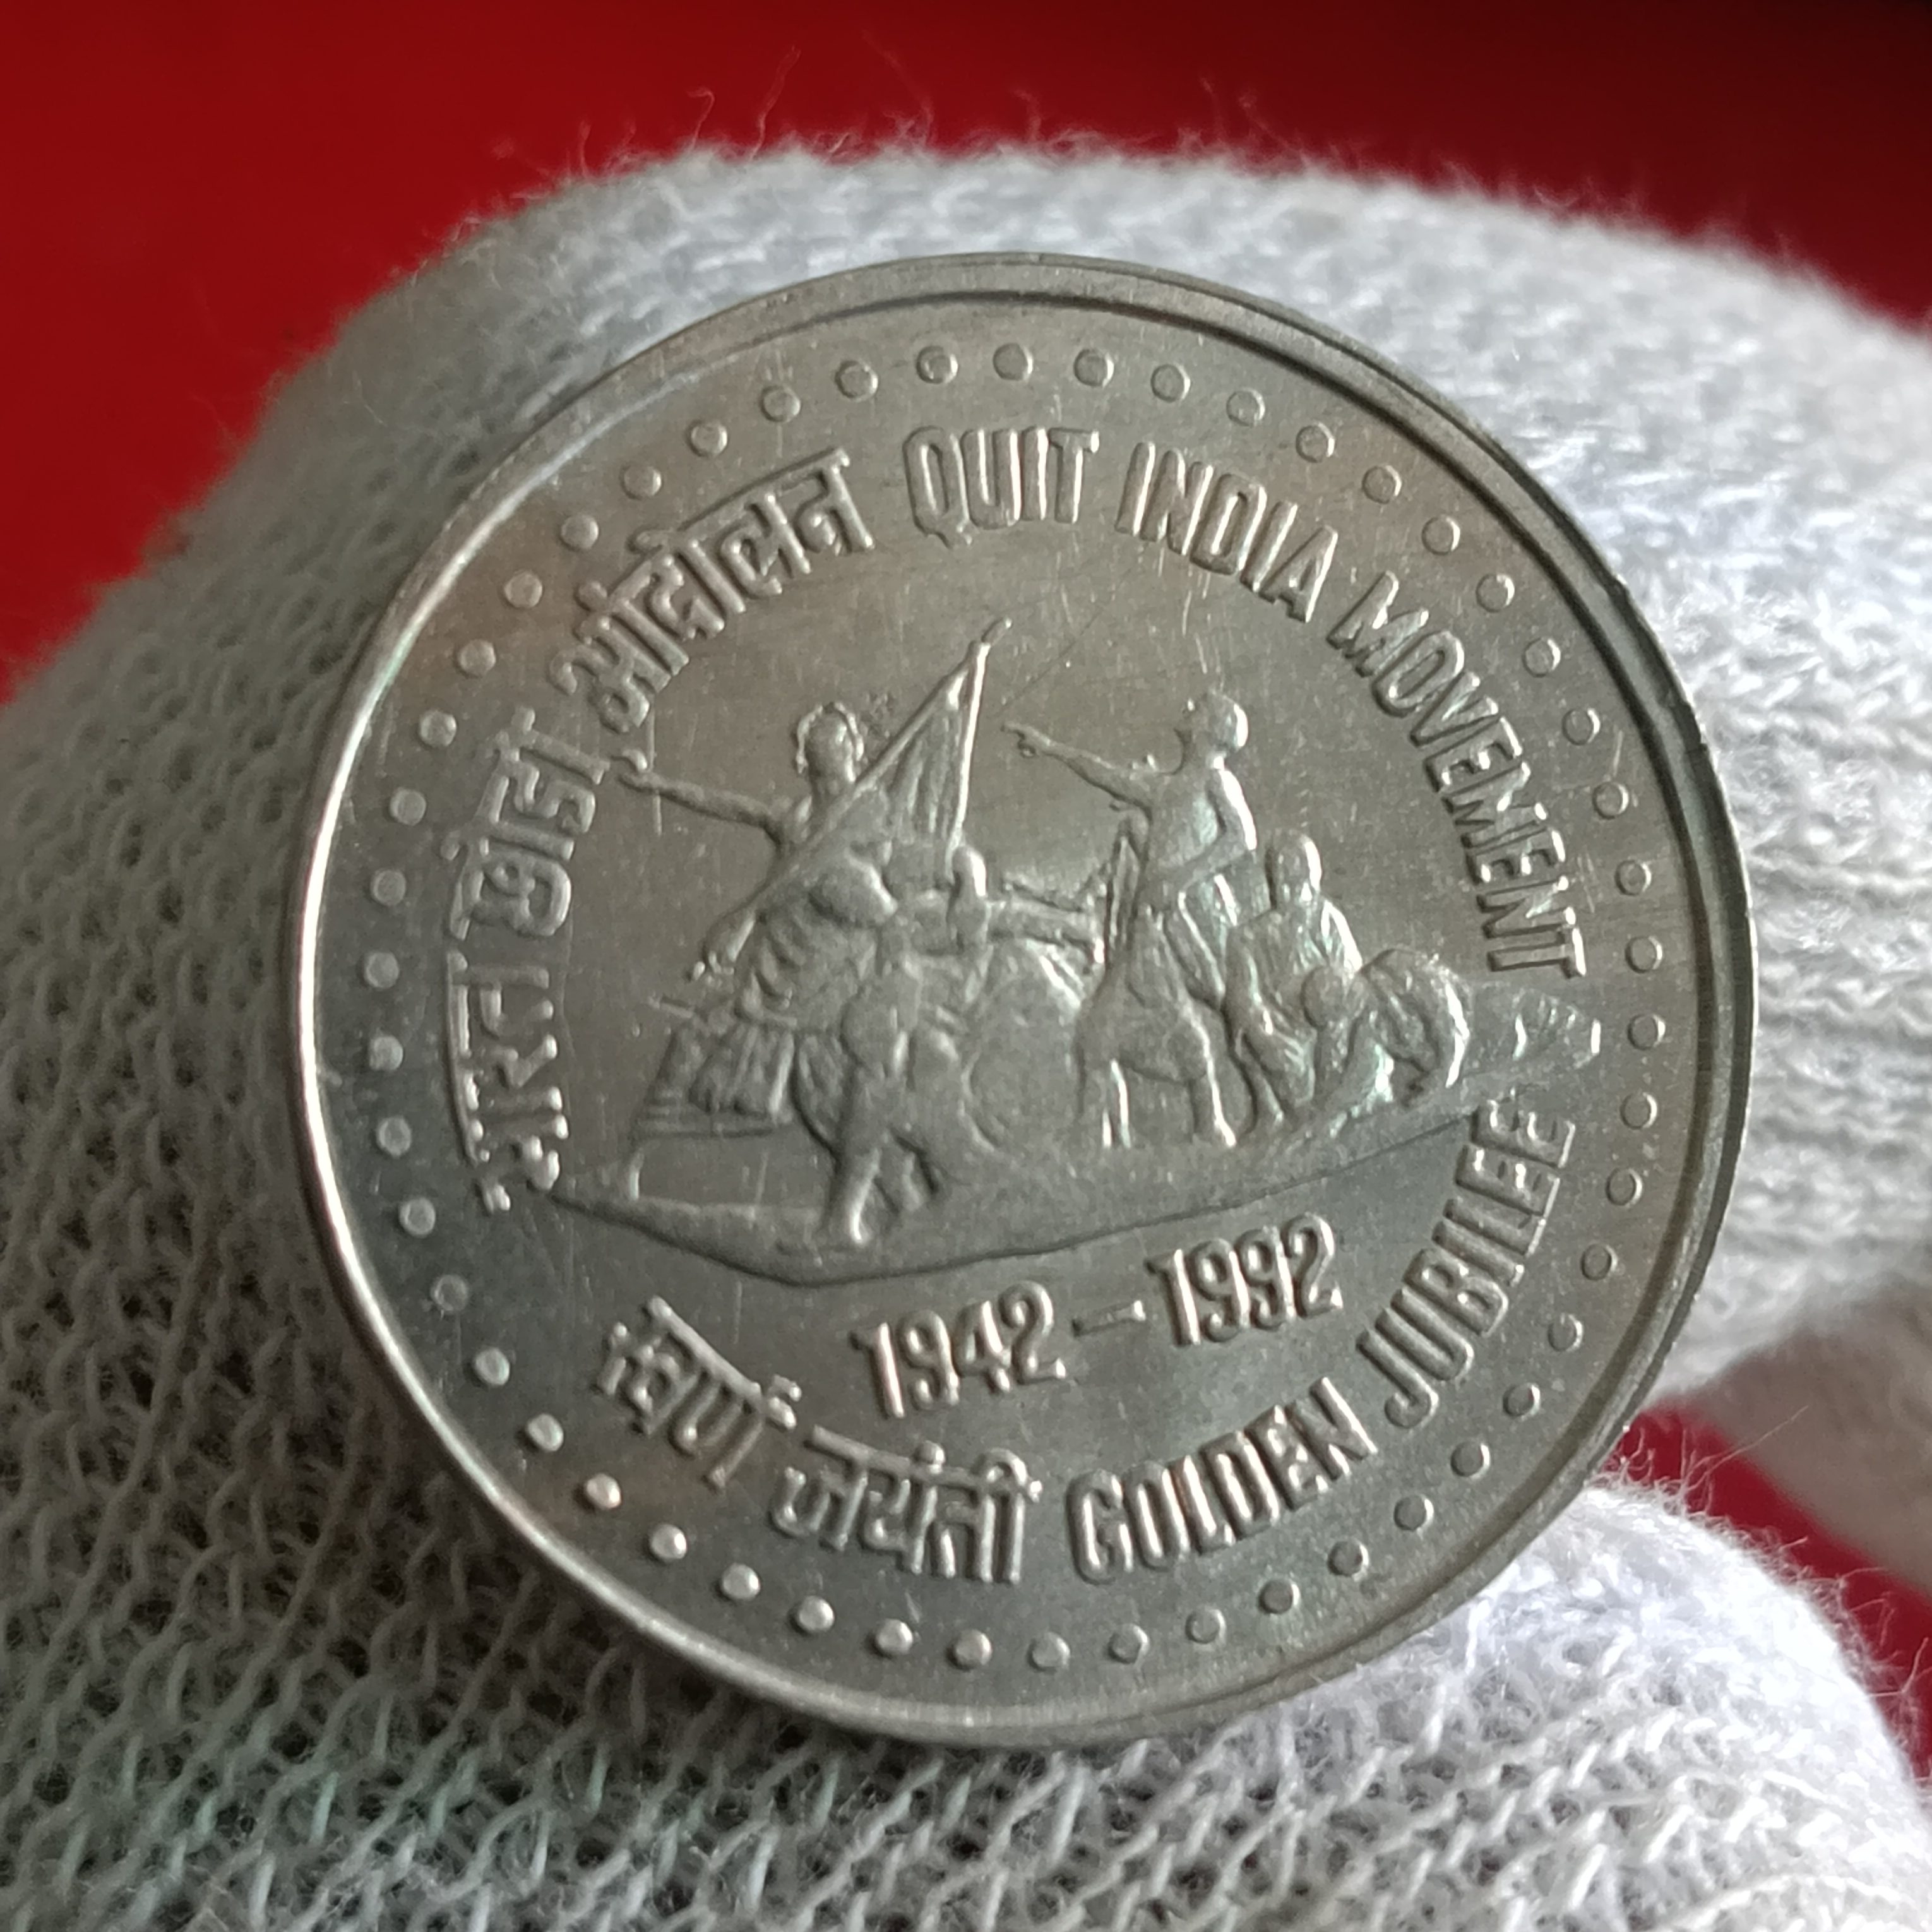 भारत छोड़ो आंदोलन QUIT INDIA MOVEMENT
1942-1992
स्वर्ण जयंती GOLDEN JUBILEE